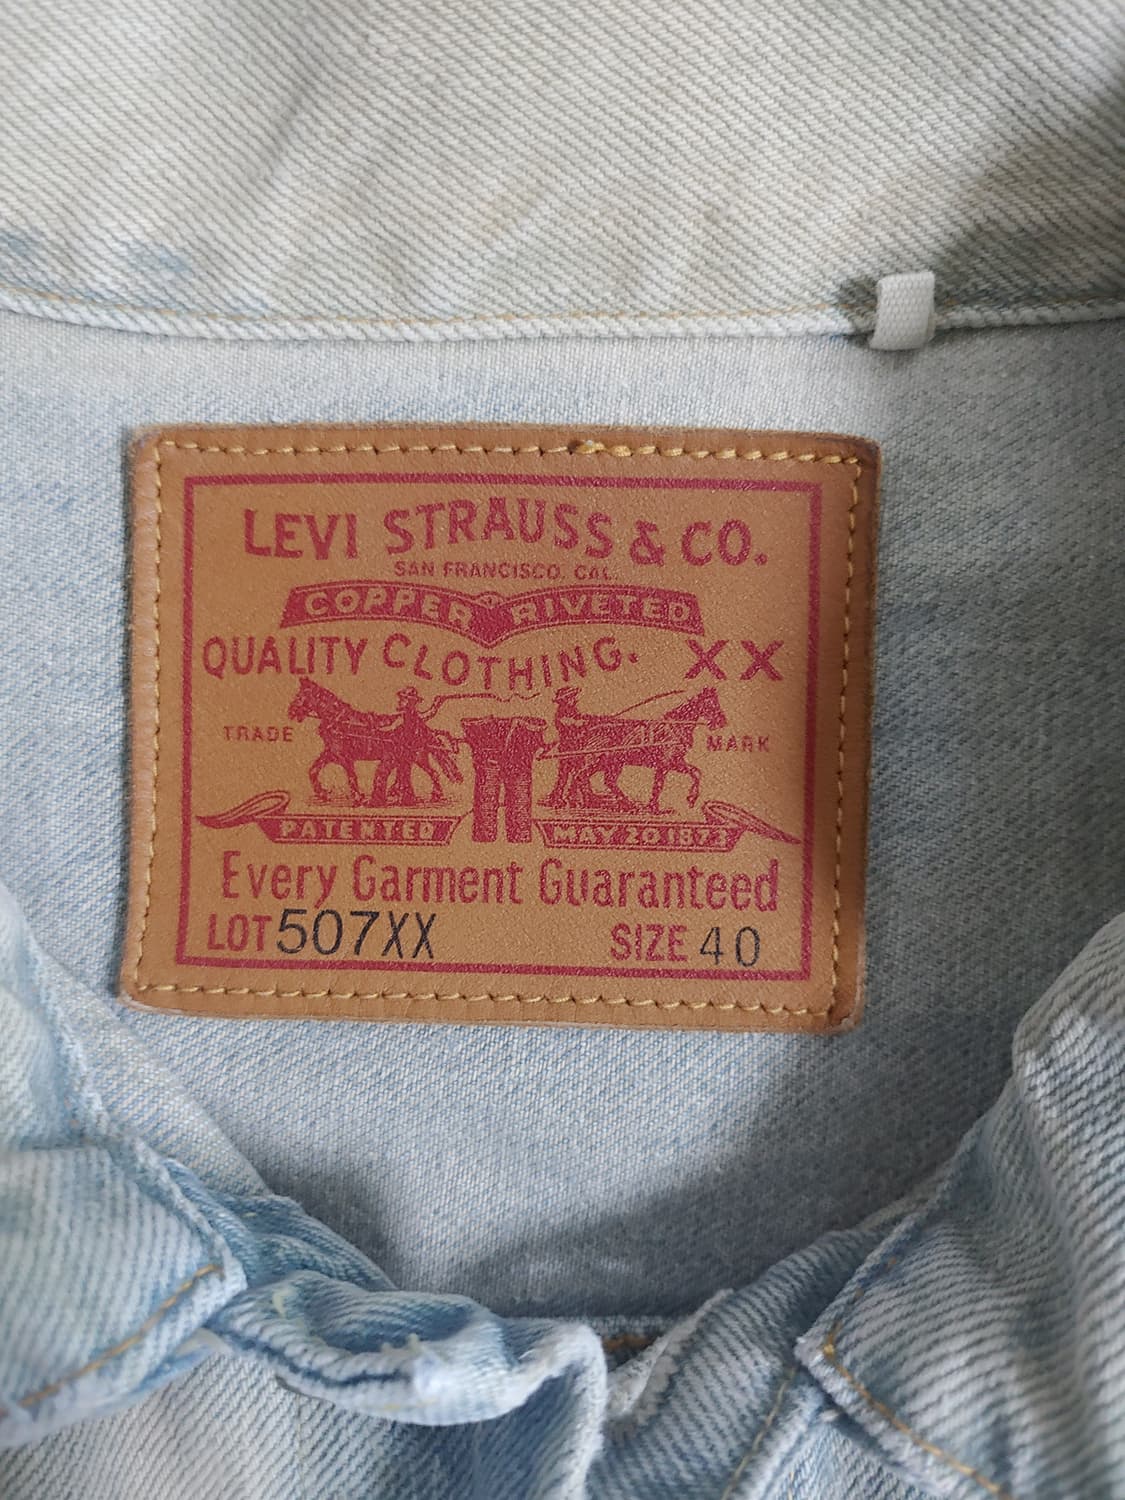 LEVI STRAUSS & CO.
SAN FRANCISCO. CAL.
COPPER RIVETED
QUALITY CLOTHING. XX
TRADE MARK
PATENTED MAY 20 1873
Every Garment Guaranteed
LOT 507XX SIZE 40